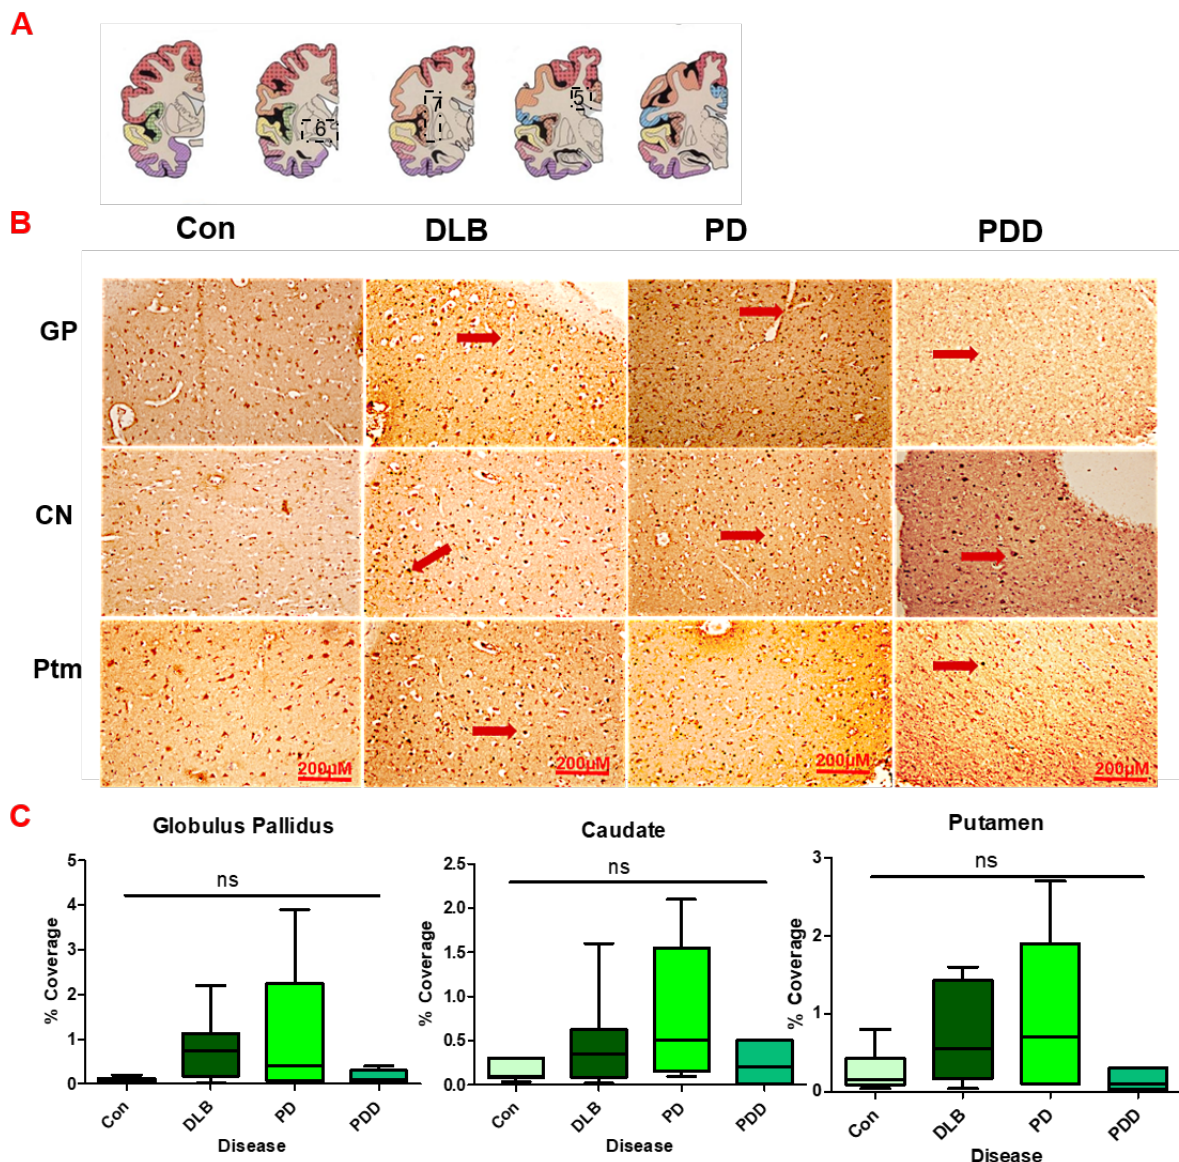 A
6
7
5
B
Con DLB PD PDD
GP
CN
Ptm
200µM 200µM 200µM 200µM
C
Globulus Pallidus
ns
5
4
3
2
1
0
% Coverage
Con DLB PD PDD
Disease
Caudate
ns
2.5
2.0
1.5
1.0
0.5
0.0
% Coverage
Con DLB PD PDD
Disease
Putamen
ns
3
2
1
0
% Coverage
Con DLB PD PDD
Disease